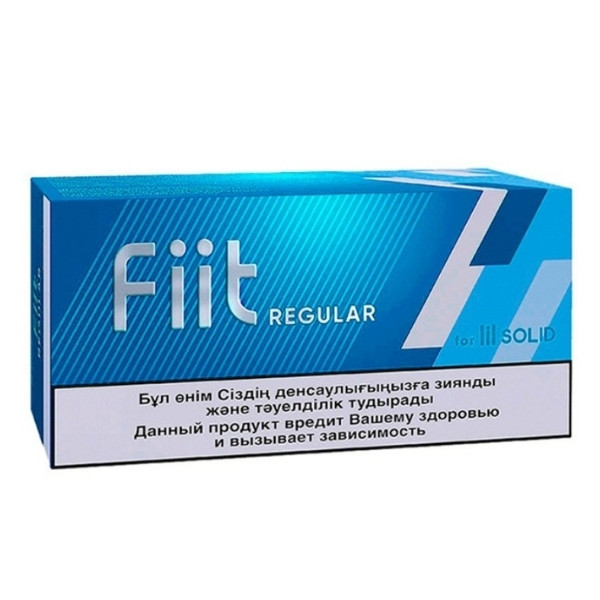 Fiit
REGULAR
for lil SOLID
Бұл өнім Сіздің денсаулығыңызға зиянды
және тәуелділік тудырады
Данный продукт вредит Вашему здоровью
и вызывает зависимость